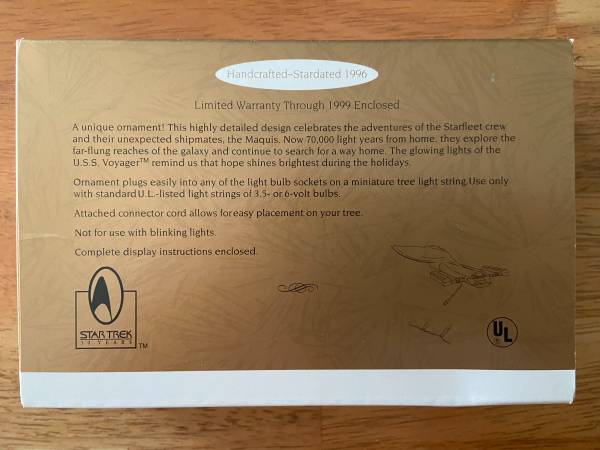 Handcrafted–Stardated 1996
Limited Warranty Through 1999 Enclosed
A unique ornament! This highly detailed design celebrates the adventures of the Starfleet crew
and their unexpected shipmates, the Maquis. Now 70,000 light years from home, they explore the
far-flung reaches of the galaxy and continue to search for a way home. The glowing lights of the
U.S.S. Voyager™ remind us that hope shines brightest during the holidays.
Ornament plugs easily into any of the light bulb sockets on a miniature tree light string.Use only
with standard U.L.-listed light strings of 3.5- or 6-volt bulbs.
Attached connector cord allows for easy placement on your tree.
Not for use with blinking lights.
Complete display instructions enclosed.
STAR TREK
30 YEARS
TM
UL